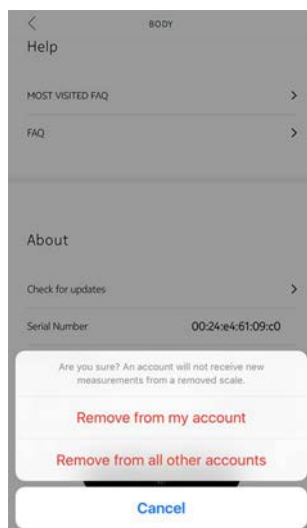 BODY
Help
MOST VISITED FAQ
FAQ
About
Check for updates
Serial Number 00:24:e4:61:09:c0
Are you sure? An account will not receive new
measurements from a removed scale.
Remove from my account
Remove from all other accounts
Cancel